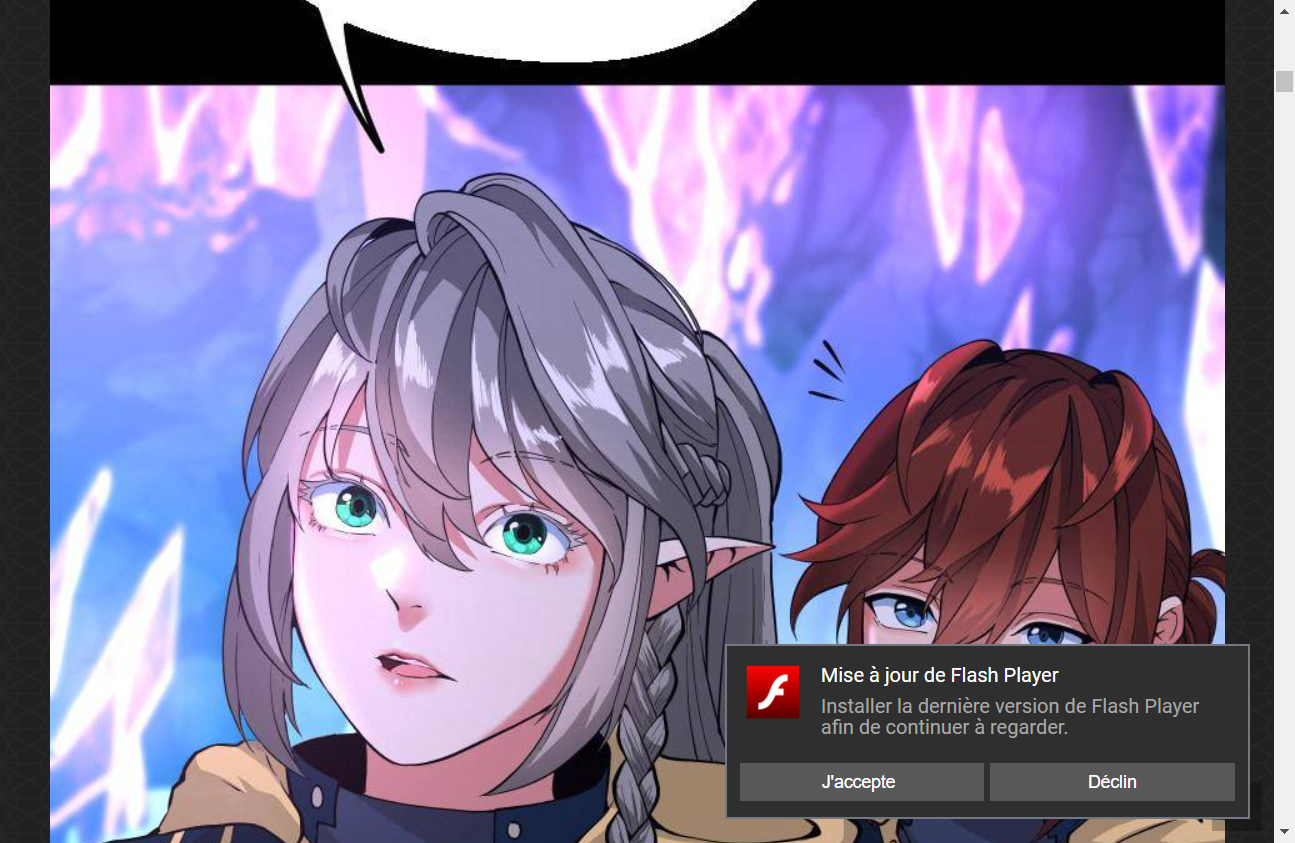 Mise à jour de Flash Player
Installer la dernière version de Flash Player
afin de continuer à regarder.
J'accepte
Déclin